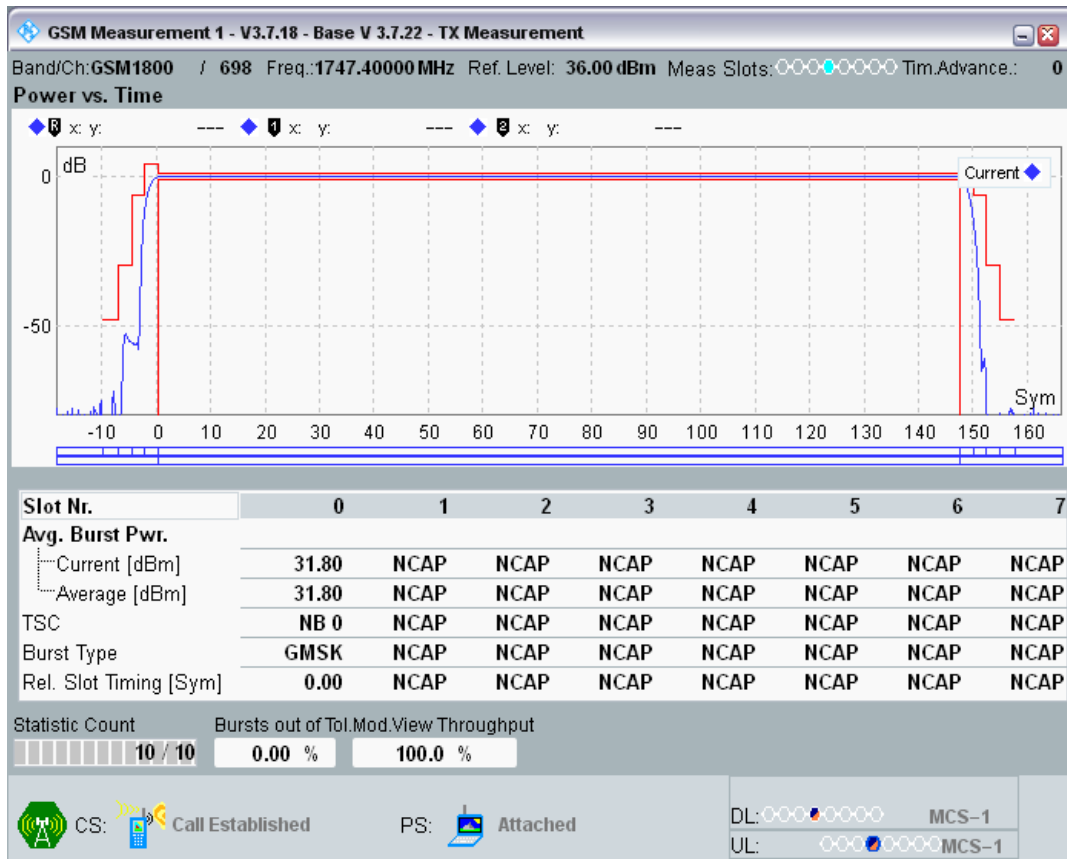 GSM Measurement 1 - V3.7.18 - Base V 3.7.22 - TX Measurement
Band/Ch:GSM1800 / 698 Freq.:1747.40000 MHz Ref. Level: 36.00 dBm Meas Slots: Tim.Advance.: 0
Power vs. Time
R x: y: --- 1 x: y: --- 2 x: y: ---
dB
Current
0
-50
Sym
-10 0 10 20 30 40 50 60 70 80 90 100 110 120 130 140 150 160
Slot Nr. 0 1 2 3 4 5 6 7
Avg. Burst Pwr.
Current [dBm] 31.80 NCAP NCAP NCAP NCAP NCAP NCAP NCAP
Average [dBm] 31.80 NCAP NCAP NCAP NCAP NCAP NCAP NCAP
TSC NB 0 NCAP NCAP NCAP NCAP NCAP NCAP NCAP
Burst Type GMSK NCAP NCAP NCAP NCAP NCAP NCAP NCAP
Rel. Slot Timing [Sym] 0.00 NCAP NCAP NCAP NCAP NCAP NCAP NCAP
Statistic Count Bursts out of Tol.Mod.View Throughput
10 / 10 0.00 % 100.0 %
CS: Call Established PS: Attached
DL: MCS-1
UL: MCS-1